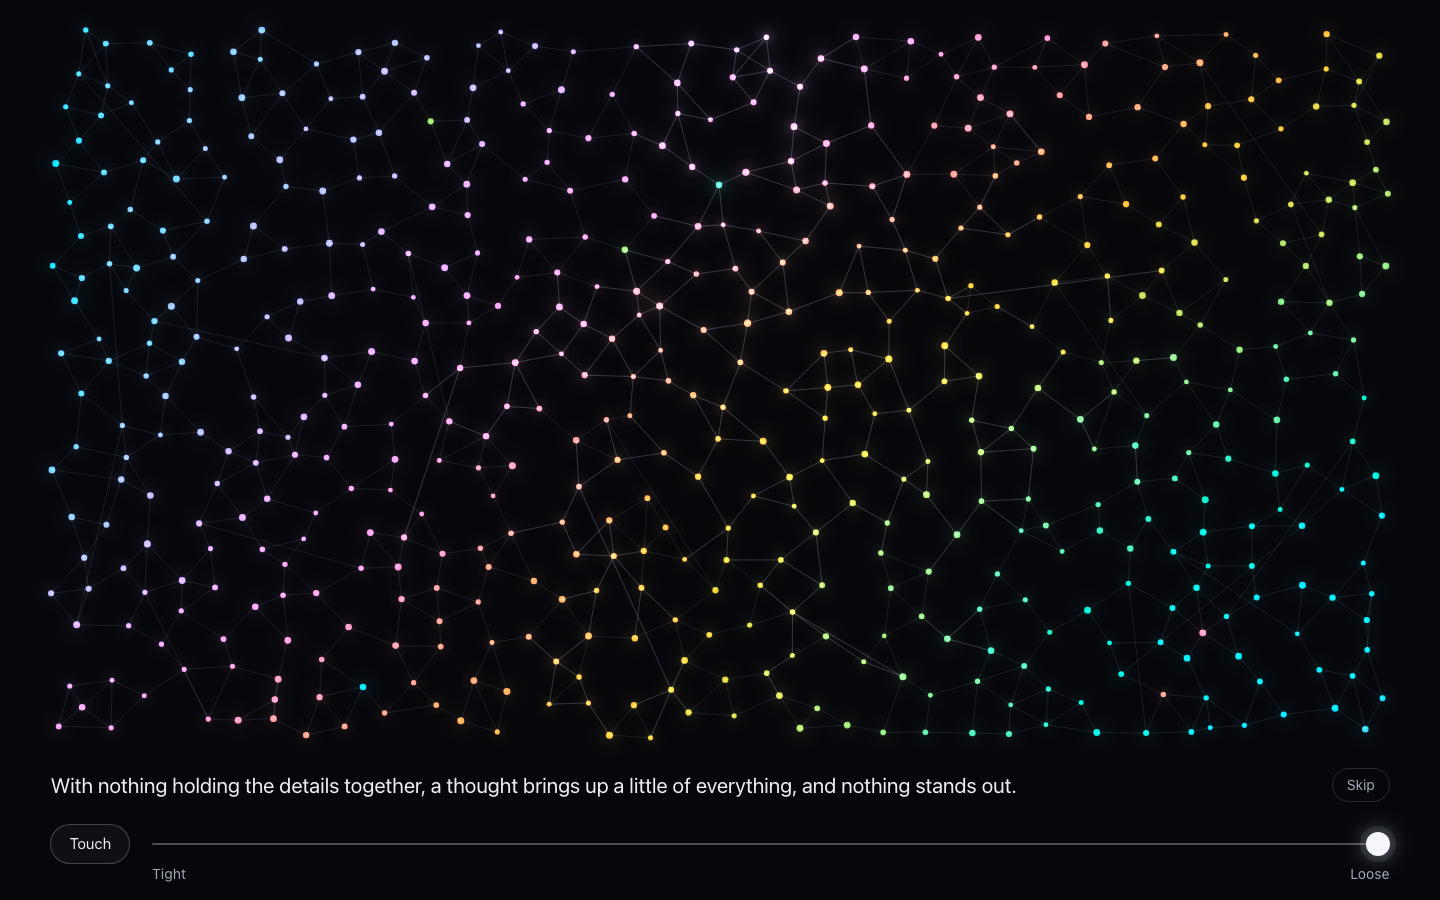 With nothing holding the details together, a thought brings up a little of everything, and nothing stands out.
Skip
Touch
Tight
Loose